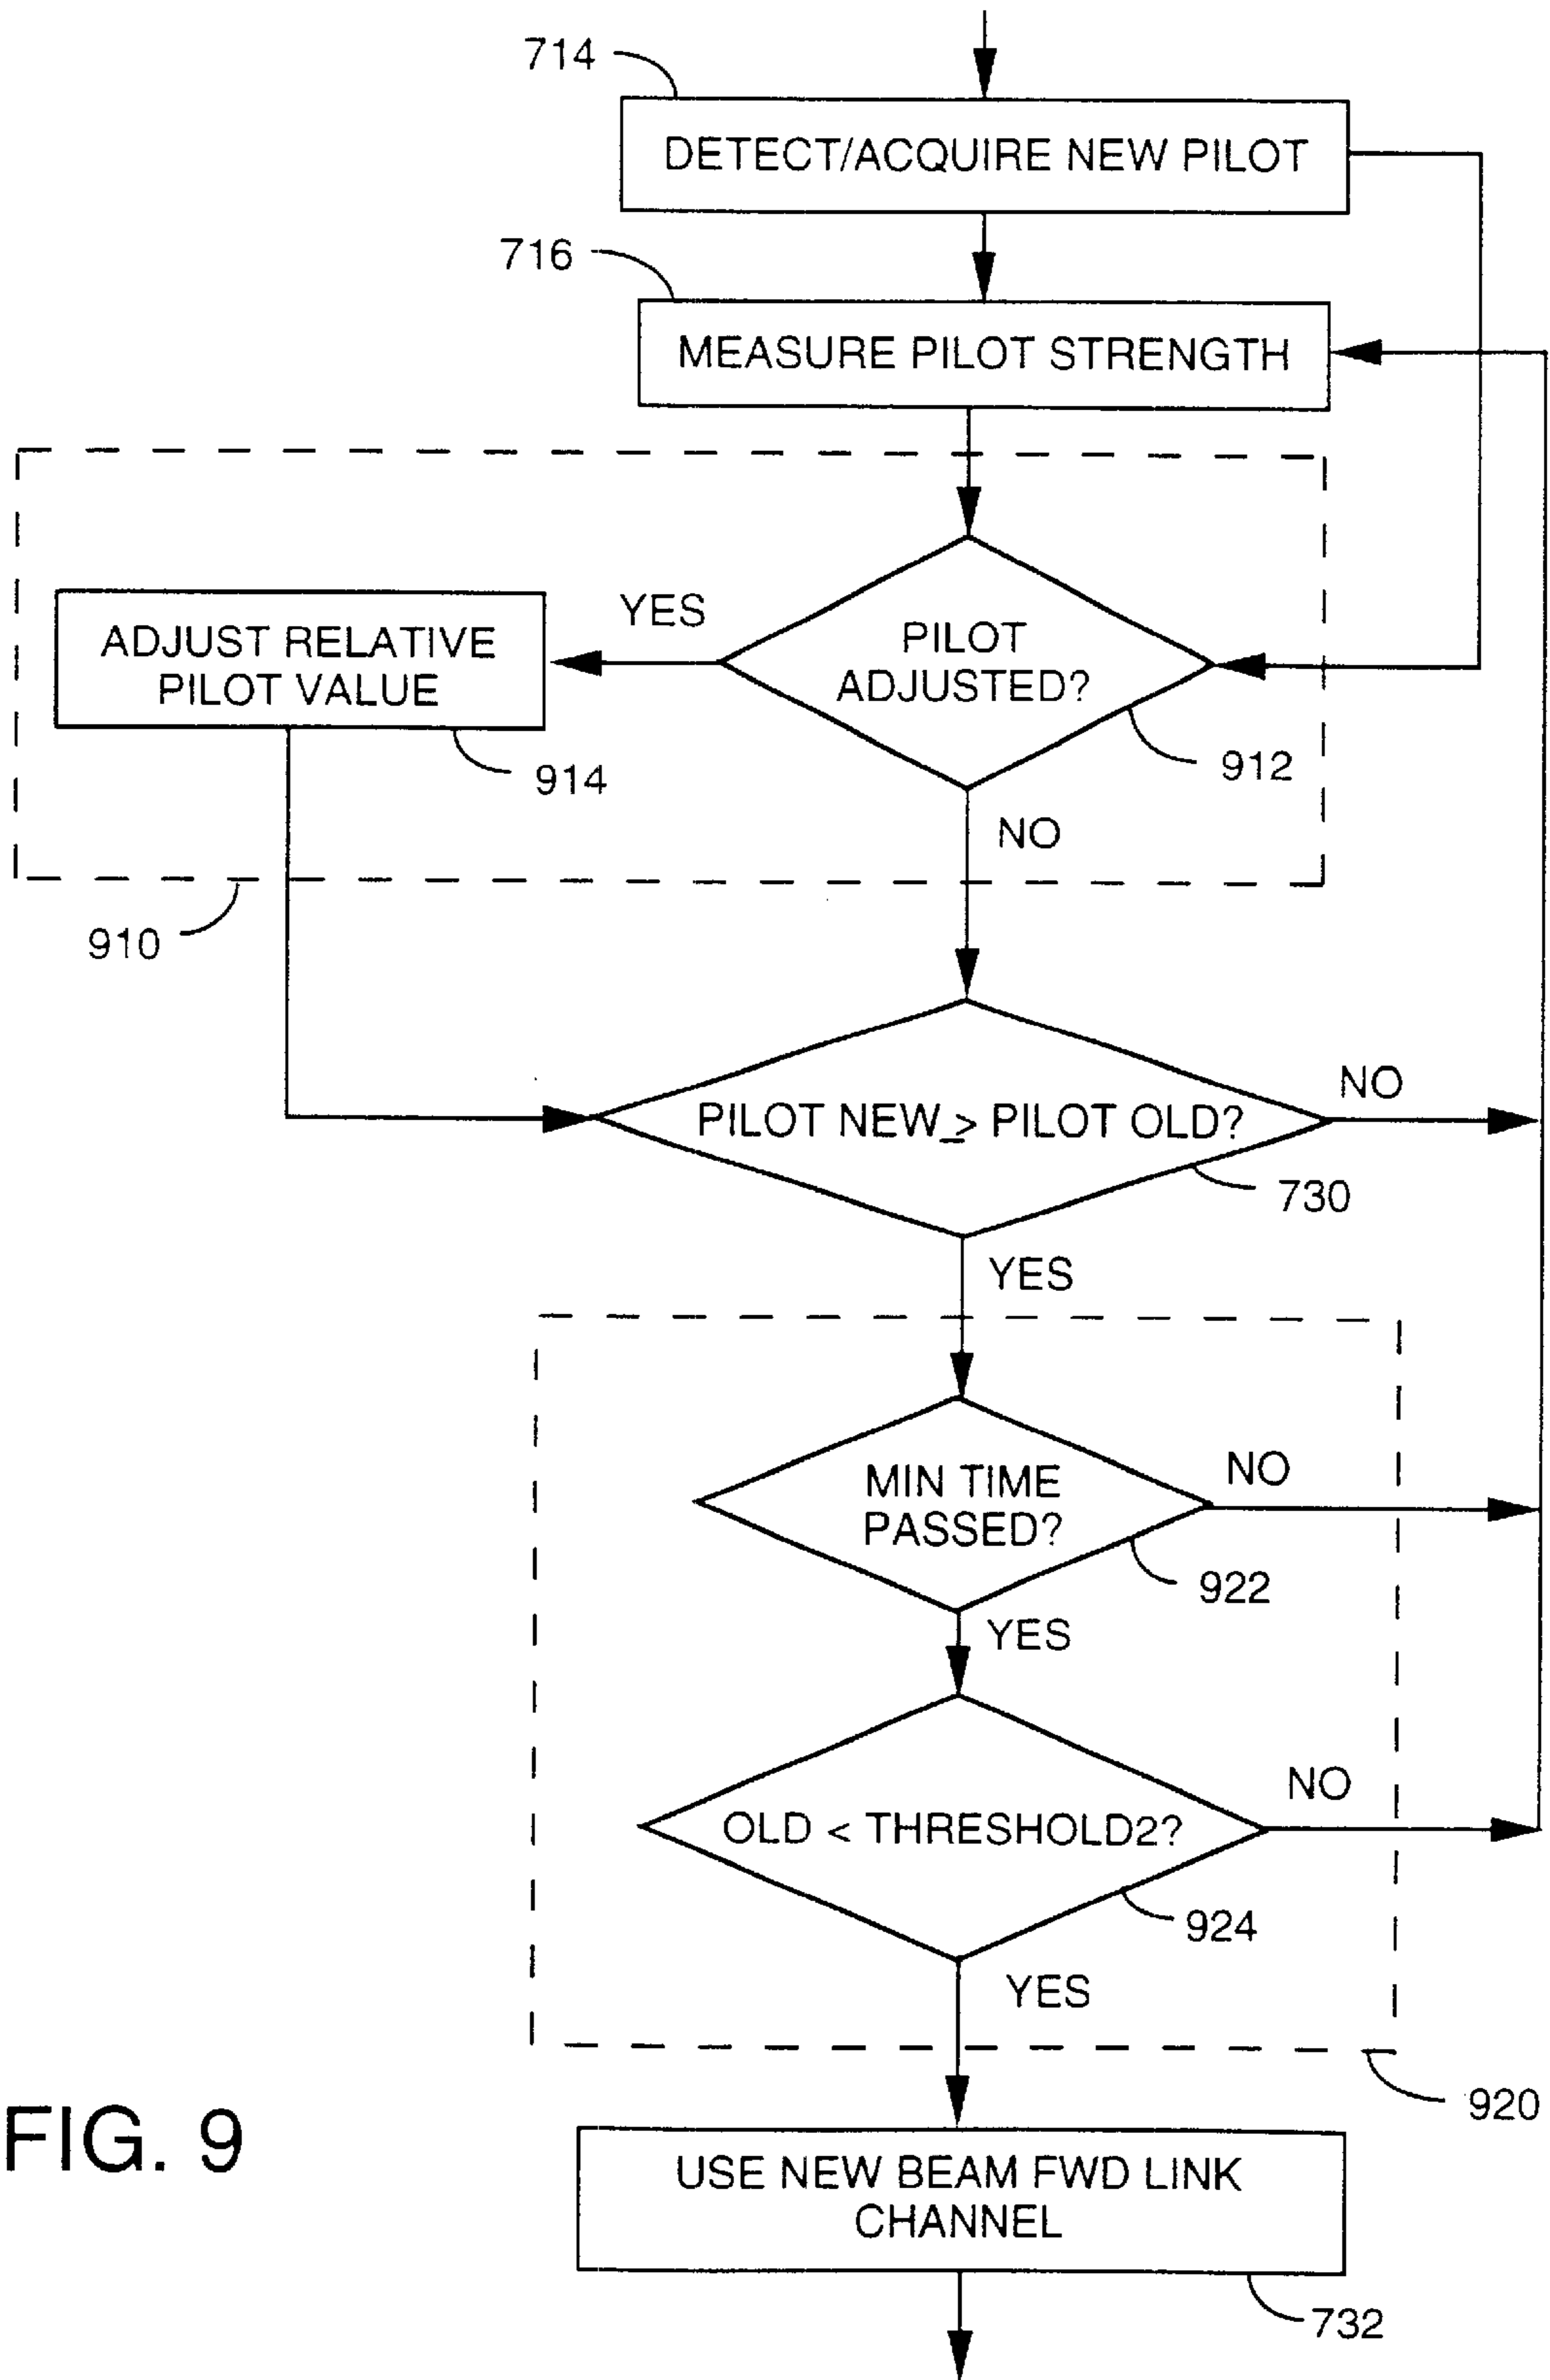 714
DETECT/ACQUIRE NEW PILOT
716
MEASURE PILOT STRENGTH
YES
ADJUST RELATIVE
PILOT VALUE
PILOT
ADJUSTED?
914
912
NO
910
NO
PILOT NEW ≥ PILOT OLD?
730
YES
MIN TIME
PASSED?
NO
922
YES
NO
OLD < THRESHOLD2?
924
YES
920
FIG. 9
USE NEW BEAM FWD LINK
CHANNEL
732